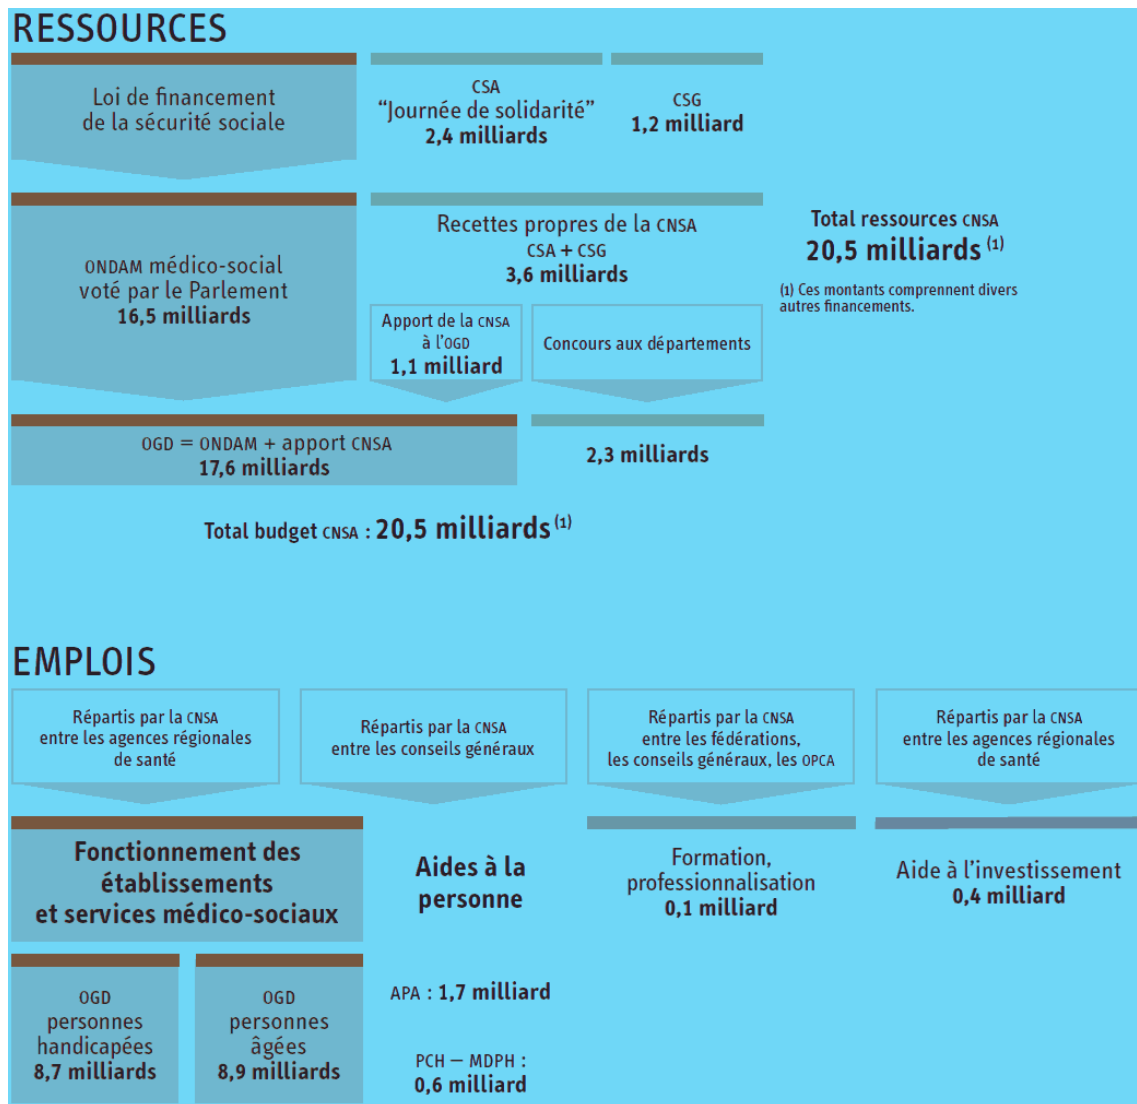 RESSOURCES
Loi de financement
de la sécurité sociale
CSA
“Journée de solidarité”
2,4 milliards
CSG
1,2 milliard
ONDAM médico-social
voté par le Parlement
16,5 milliards
Recettes propres de la CNSA
CSA + CSG
3,6 milliards
Total ressources CNSA
20,5 milliards (1)
(1) Ces montants comprennent divers
autres financements.
Apport de la CNSA
à l’OGD
1,1 milliard
Concours aux départements
OGD = ONDAM + apport CNSA
17,6 milliards
2,3 milliards
Total budget CNSA : 20,5 milliards (1)
EMPLOIS
Répartis par la CNSA
entre les agences régionales
de santé
Répartis par la CNSA
entre les conseils généraux
Répartis par la CNSA
entre les fédérations,
les conseils généraux, les OPCA
Répartis par la CNSA
entre les agences régionales
de santé
Fonctionnement des
établissements
et services médico-sociaux
Aides à la
personne
Formation,
professionnalisation
0,1 milliard
Aide à l’investissement
0,4 milliard
OGD
personnes
handicapées
8,7 milliards
OGD
personnes
âgées
8,9 milliards
APA : 1,7 milliard
PCH – MDPH :
0,6 milliard